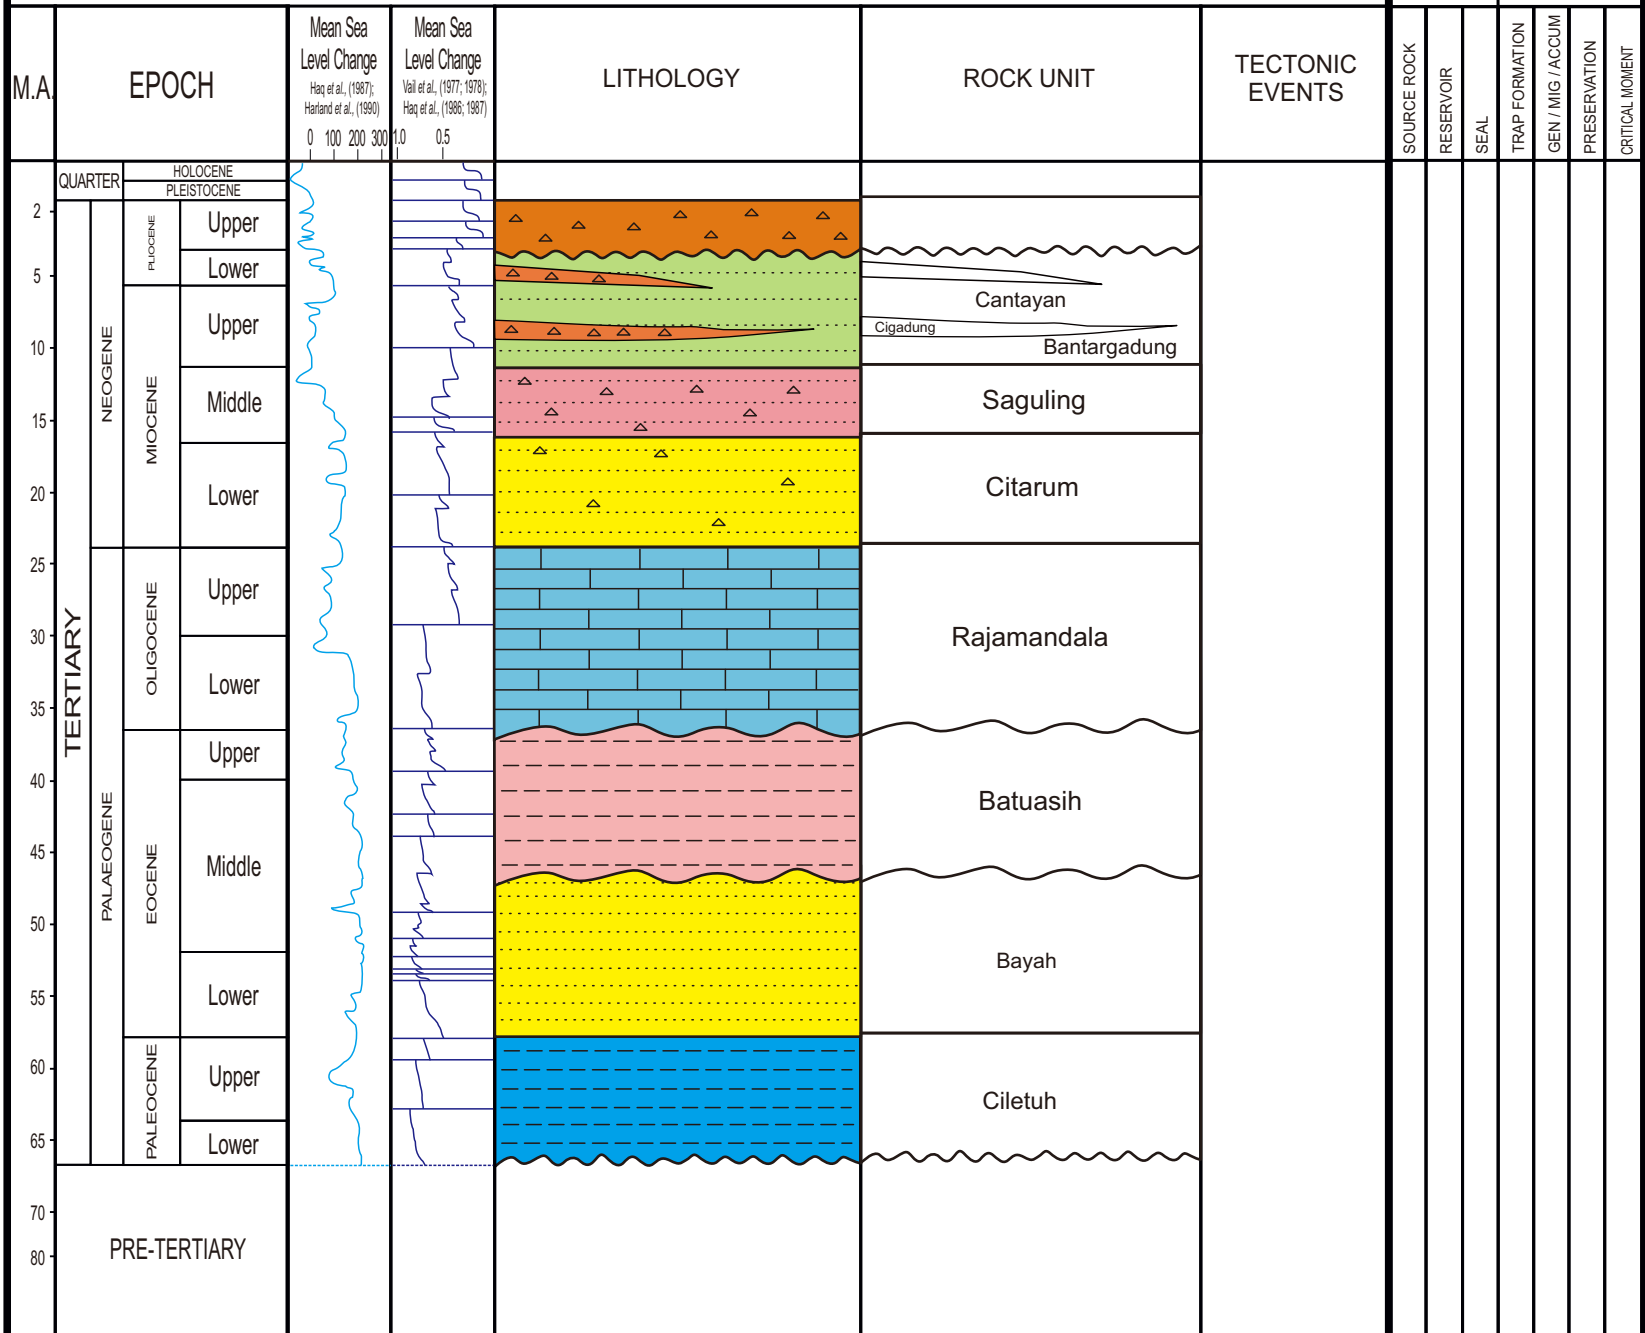 M.A.
EPOCH
Mean Sea
Level Change
Haq et al., (1987);
Harland et al., (1990)
0 100 200 300
Mean Sea
Level Change
Vail et al., (1977; 1978);
Haq et al., (1986; 1987)
1.0 0.5
LITHOLOGY
ROCK UNIT
TECTONIC
EVENTS
SOURCE ROCK
RESERVOIR
SEAL
TRAP FORMATION
GEN / MIG / ACCUM
PRESERVATION
CRITICAL MOMENT
QUARTER
HOLOCENE
PLEISTOCENE
2
5
10
15
20
25
30
35
40
45
50
55
60
65
70
80
TERTIARY
NEOGENE
PALAEOGENE
PLIOCENE
Upper
Lower
MIOCENE
Upper
Middle
Lower
OLIGOCENE
Upper
Lower
EOCENE
Upper
Middle
Lower
PALEOCENE
Upper
Lower
PRE-TERTIARY
Cantayan
Cigadung
Bantargadung
Saguling
Citarum
Rajamandala
Batuasih
Bayah
Ciletuh